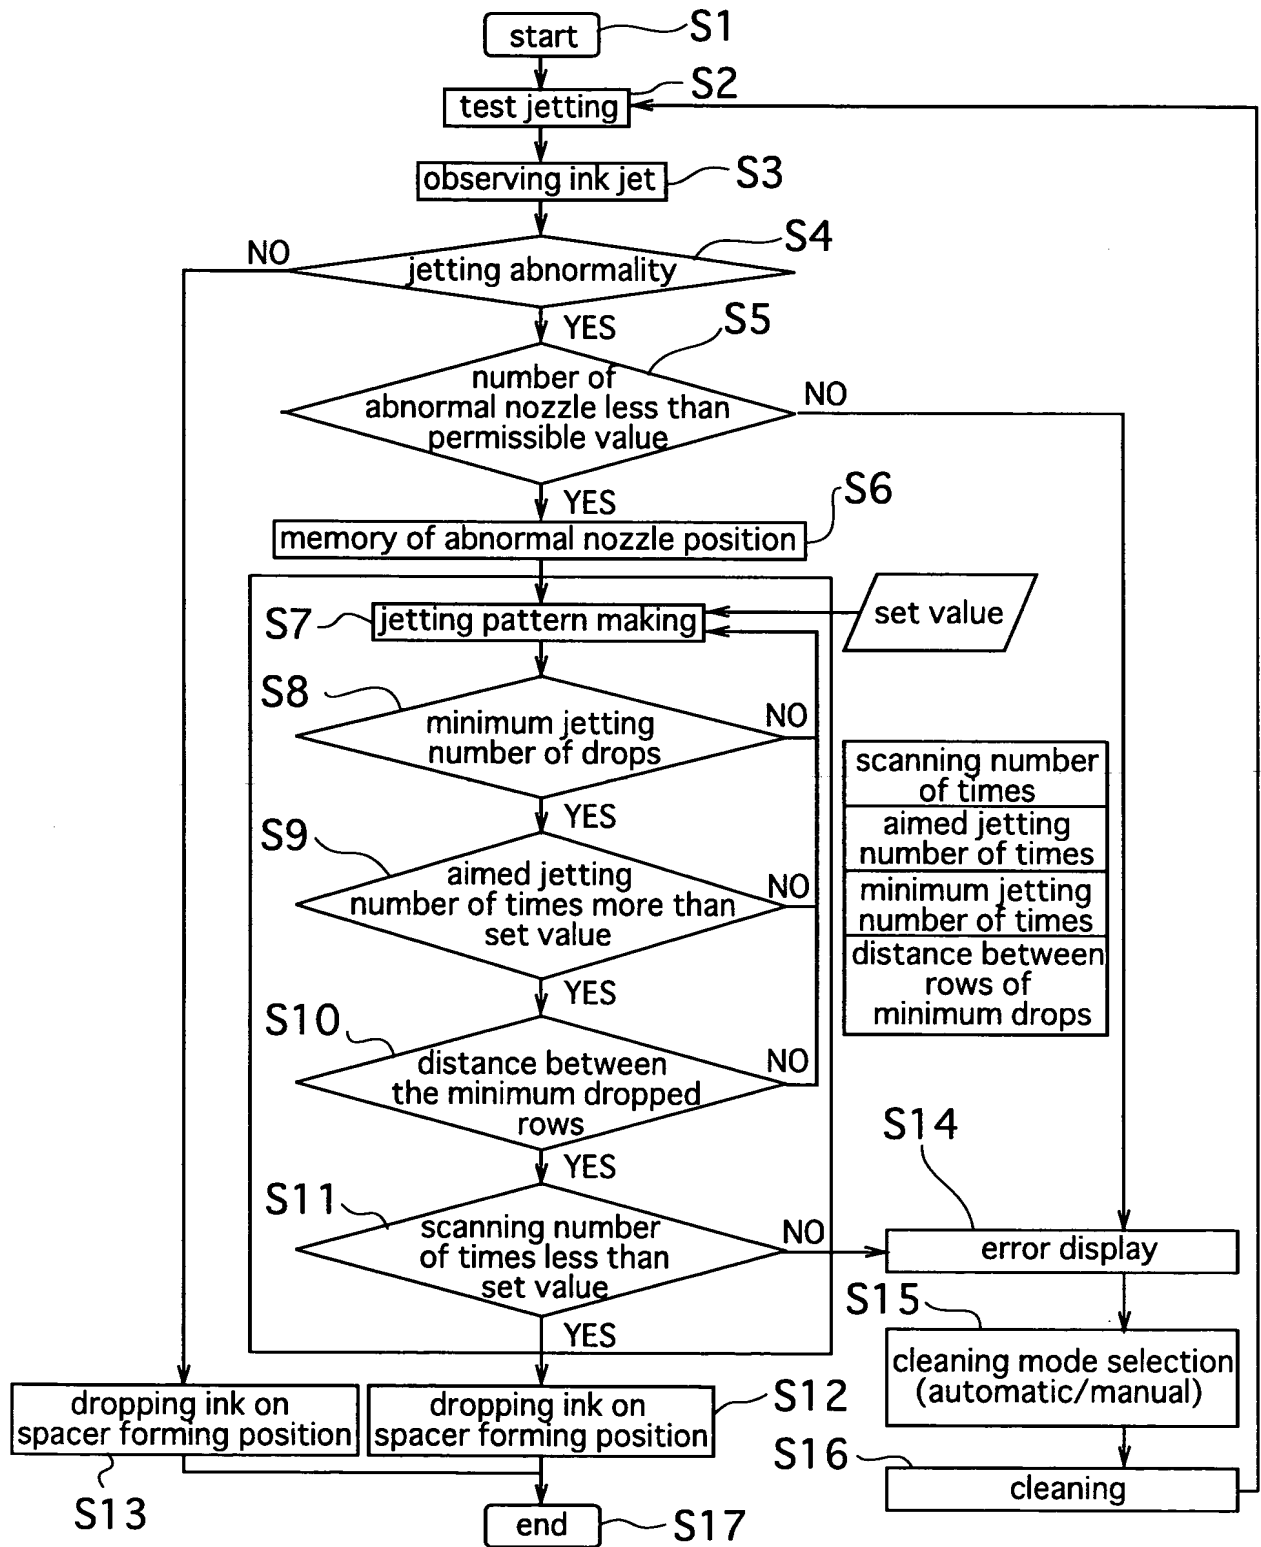 start
S1
test jetting
S2
observing ink jet
S3
NO
jetting abnormality
S4
YES
S5
number of
abnormal nozzle less than
permissible value
NO
YES
S6
memory of abnormal nozzle position
S7
jetting pattern making
set value
S8
minimum jetting
number of drops
NO
YES
S9
aimed jetting
number of times more than
set value
NO
YES
S10
distance between
the minimum dropped
rows
NO
YES
S11
scanning number
of times less than
set value
NO
YES
scanning number
of times
aimed jetting
number of times
minimum jetting
number of times
distance between
rows of
minimum drops
S14
error display
S15
cleaning mode selection
(automatic/manual)
S16
cleaning
dropping ink on
spacer forming position
S13
dropping ink on
spacer forming position
S12
end
S17